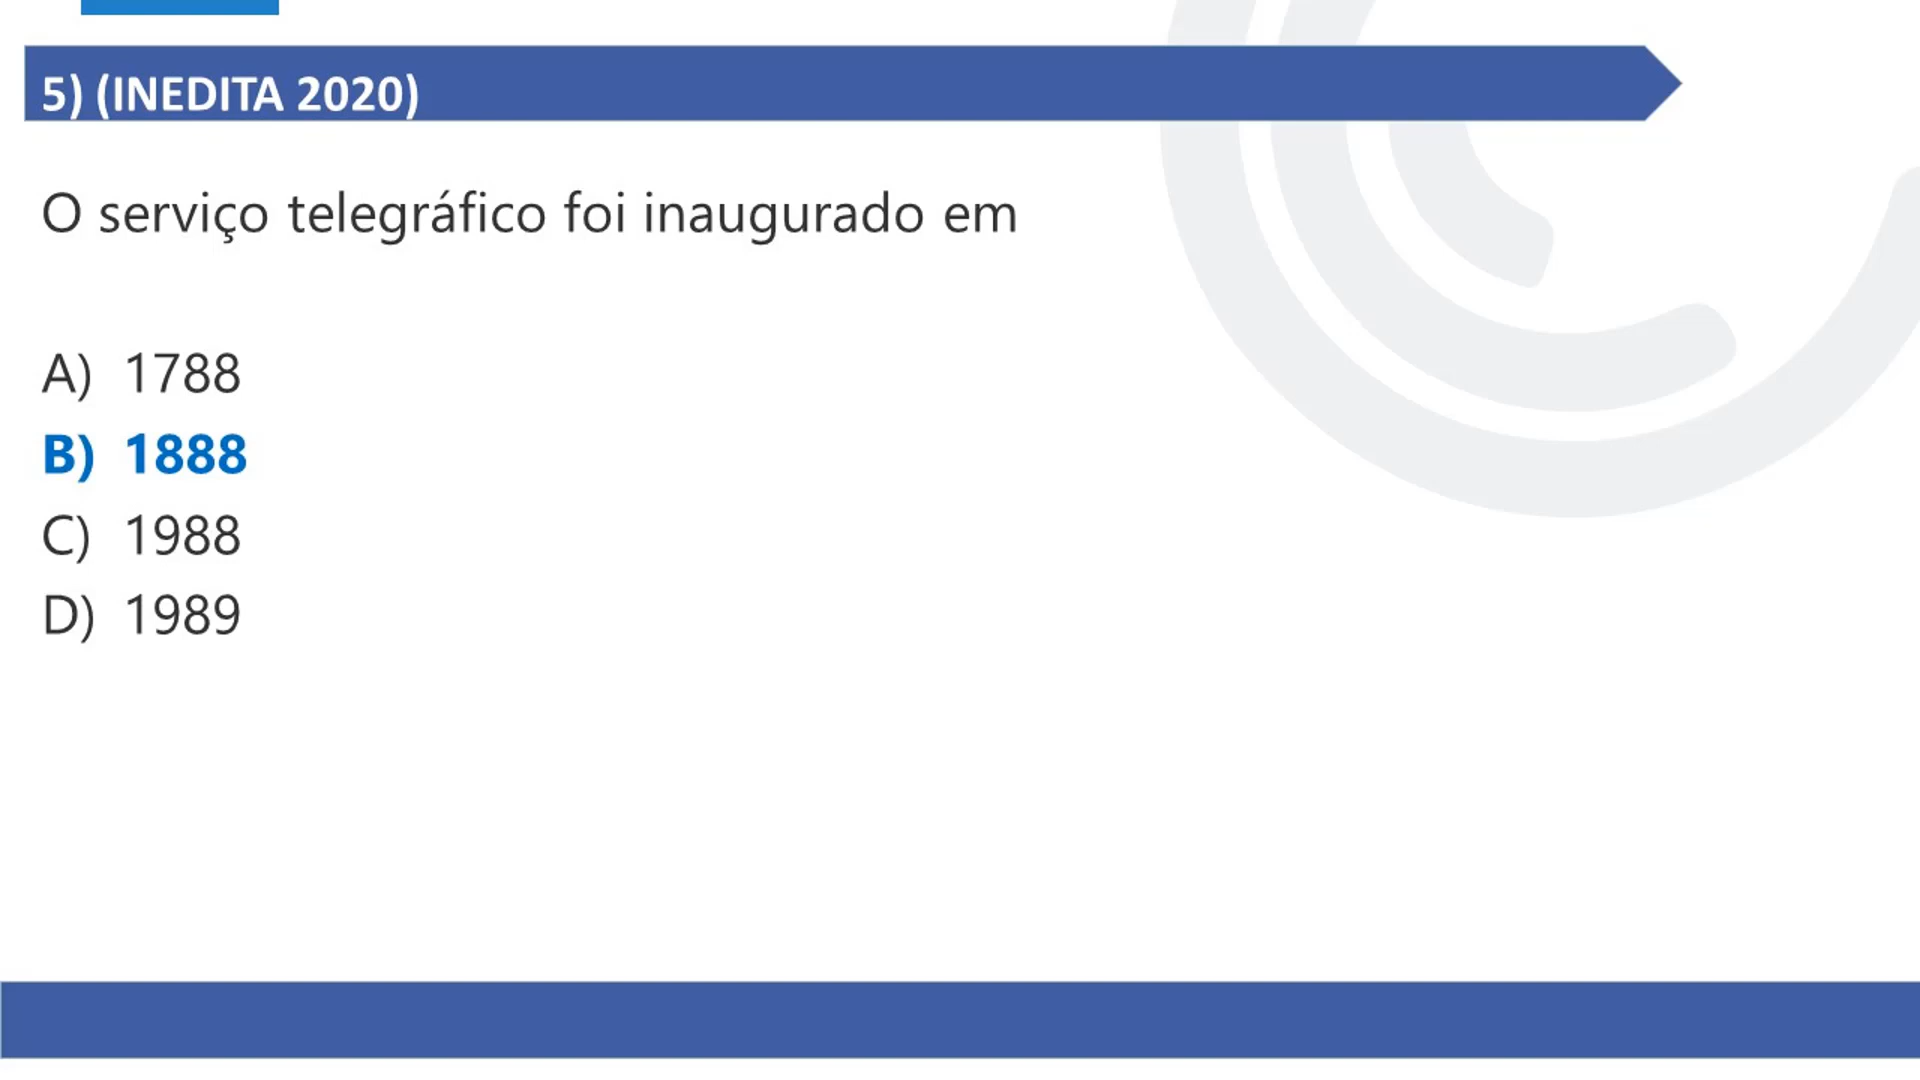 5) (INEDITA 2020)
O serviço telegráfico foi inaugurado em
A) 1788
B) 1888
C) 1988
D) 1989